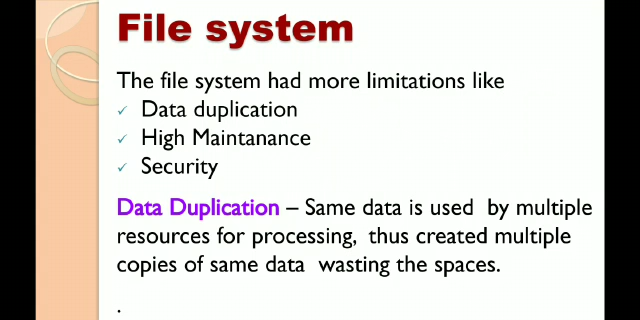 File system
The file system had more limitations like
✓ Data duplication
✓ High Maintanance
✓ Security
Data Duplication – Same data is used by multiple
resources for processing, thus created multiple
copies of same data wasting the spaces.
.